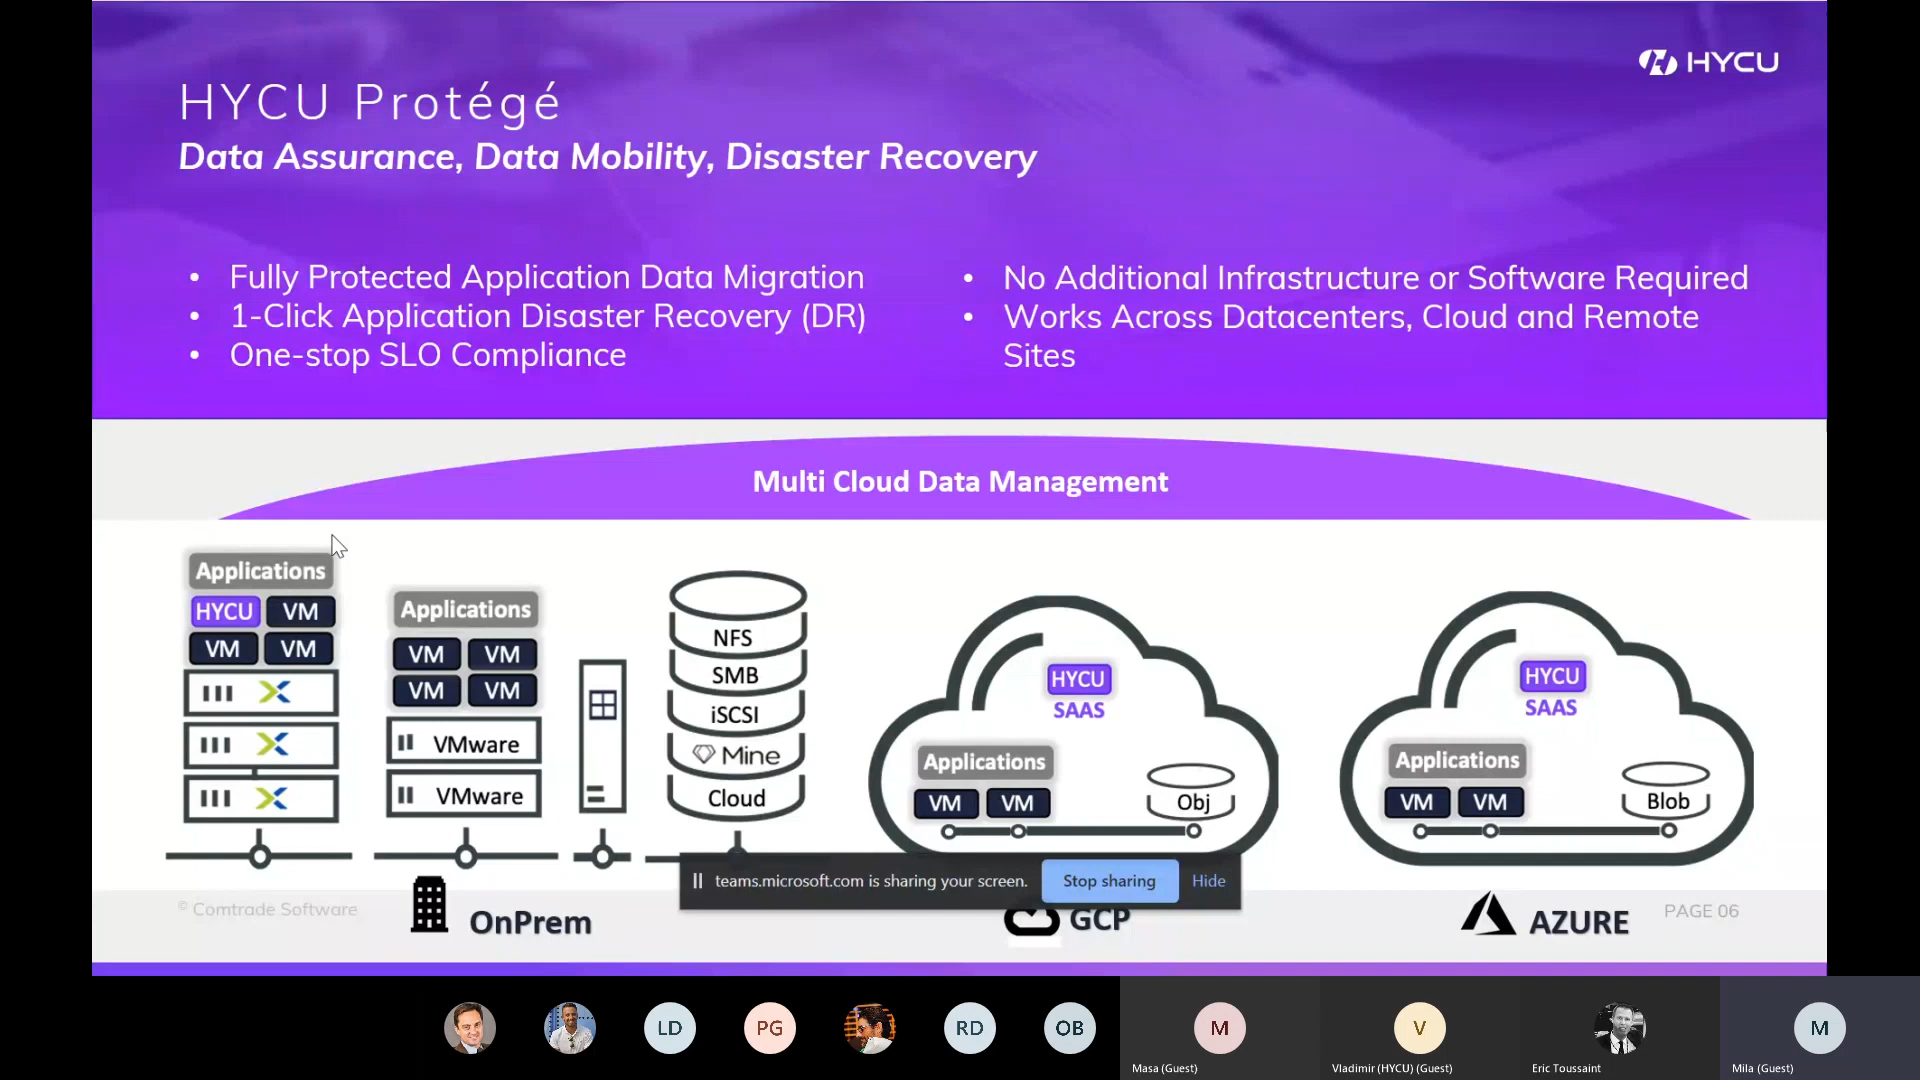 HYCU
HYCU Protégé
Data Assurance, Data Mobility, Disaster Recovery
• Fully Protected Application Data Migration
• 1-Click Application Disaster Recovery (DR)
• One-stop SLO Compliance
• No Additional Infrastructure or Software Required
• Works Across Datacenters, Cloud and Remote
Sites
Multi Cloud Data Management
Applications
HYCU VM
VM VM
Applications
VM VM
VM VM
VMware
VMware
NFS
SMB
iSCSI
Mine
Cloud
HYCU
SAAS
Applications
VM VM
Obj
HYCU
SAAS
Applications
VM VM
Blob
teams.microsoft.com is sharing your screen.
Stop sharing
Hide
© Comtrade Software
OnPrem
GCP
AZURE
PAGE 06
LD
PG
RD
OB
M
V
M
Masa (Guest)
Vladimir (HYCU) (Guest)
Eric Toussaint
Mila (Guest)